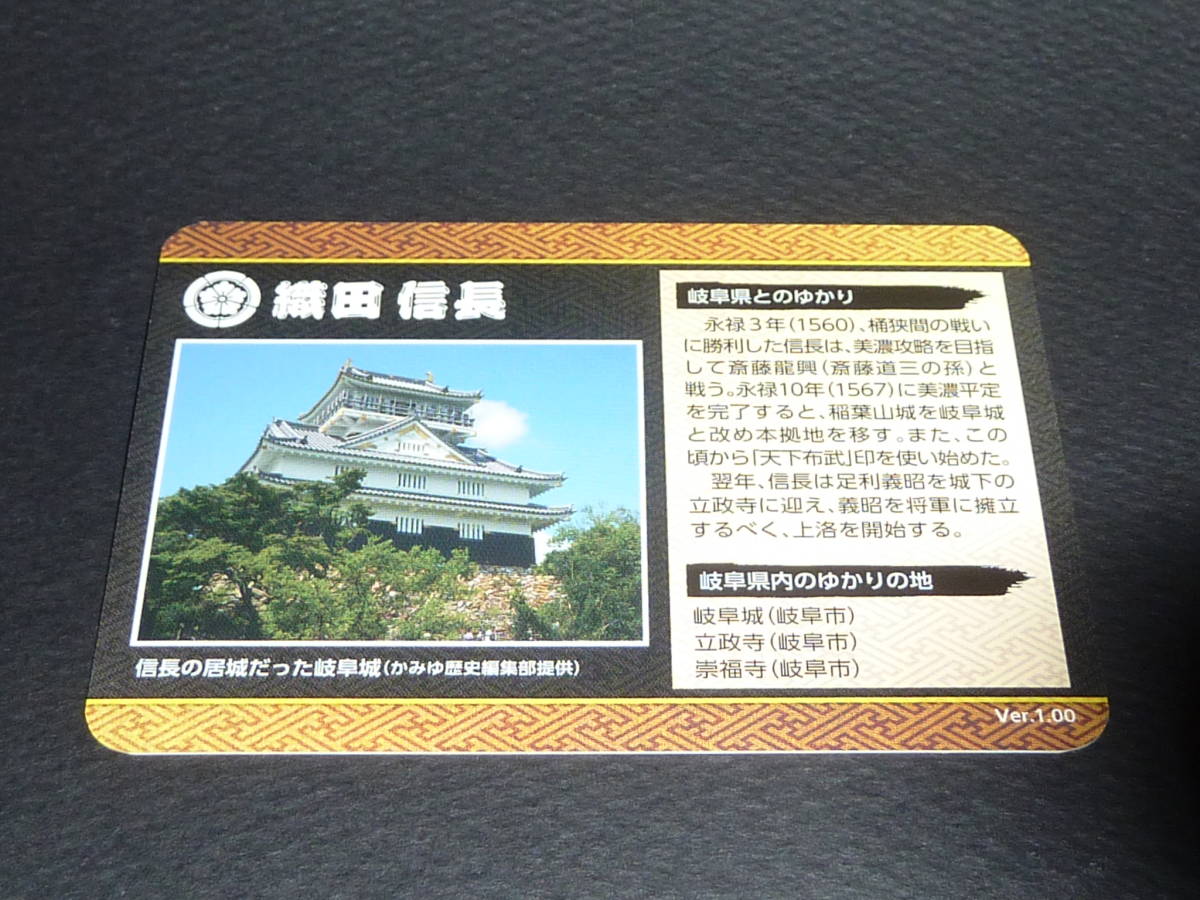 織田 信長
信長の居城だった岐阜城(かみゆ歴史編集部提供)
岐阜県とのゆかり
永禄3年(1560)、桶狭間の戦い
に勝利した信長は、美濃攻略を目指
して斎藤龍興(斎藤道三の孫)と
戦う。永禄10年(1567)に美濃平定
を完了すると、稲葉山城を岐阜城
と改め本拠地を移す。また、この
頃から「天下布武」印を使い始めた。
翌年、信長は足利義昭を城下の
立政寺に迎え、義昭を将軍に擁立
するべく、上洛を開始する。
岐阜県内のゆかりの地
岐阜城(岐阜市)
立政寺(岐阜市)
崇福寺(岐阜市)
Ver.1.00